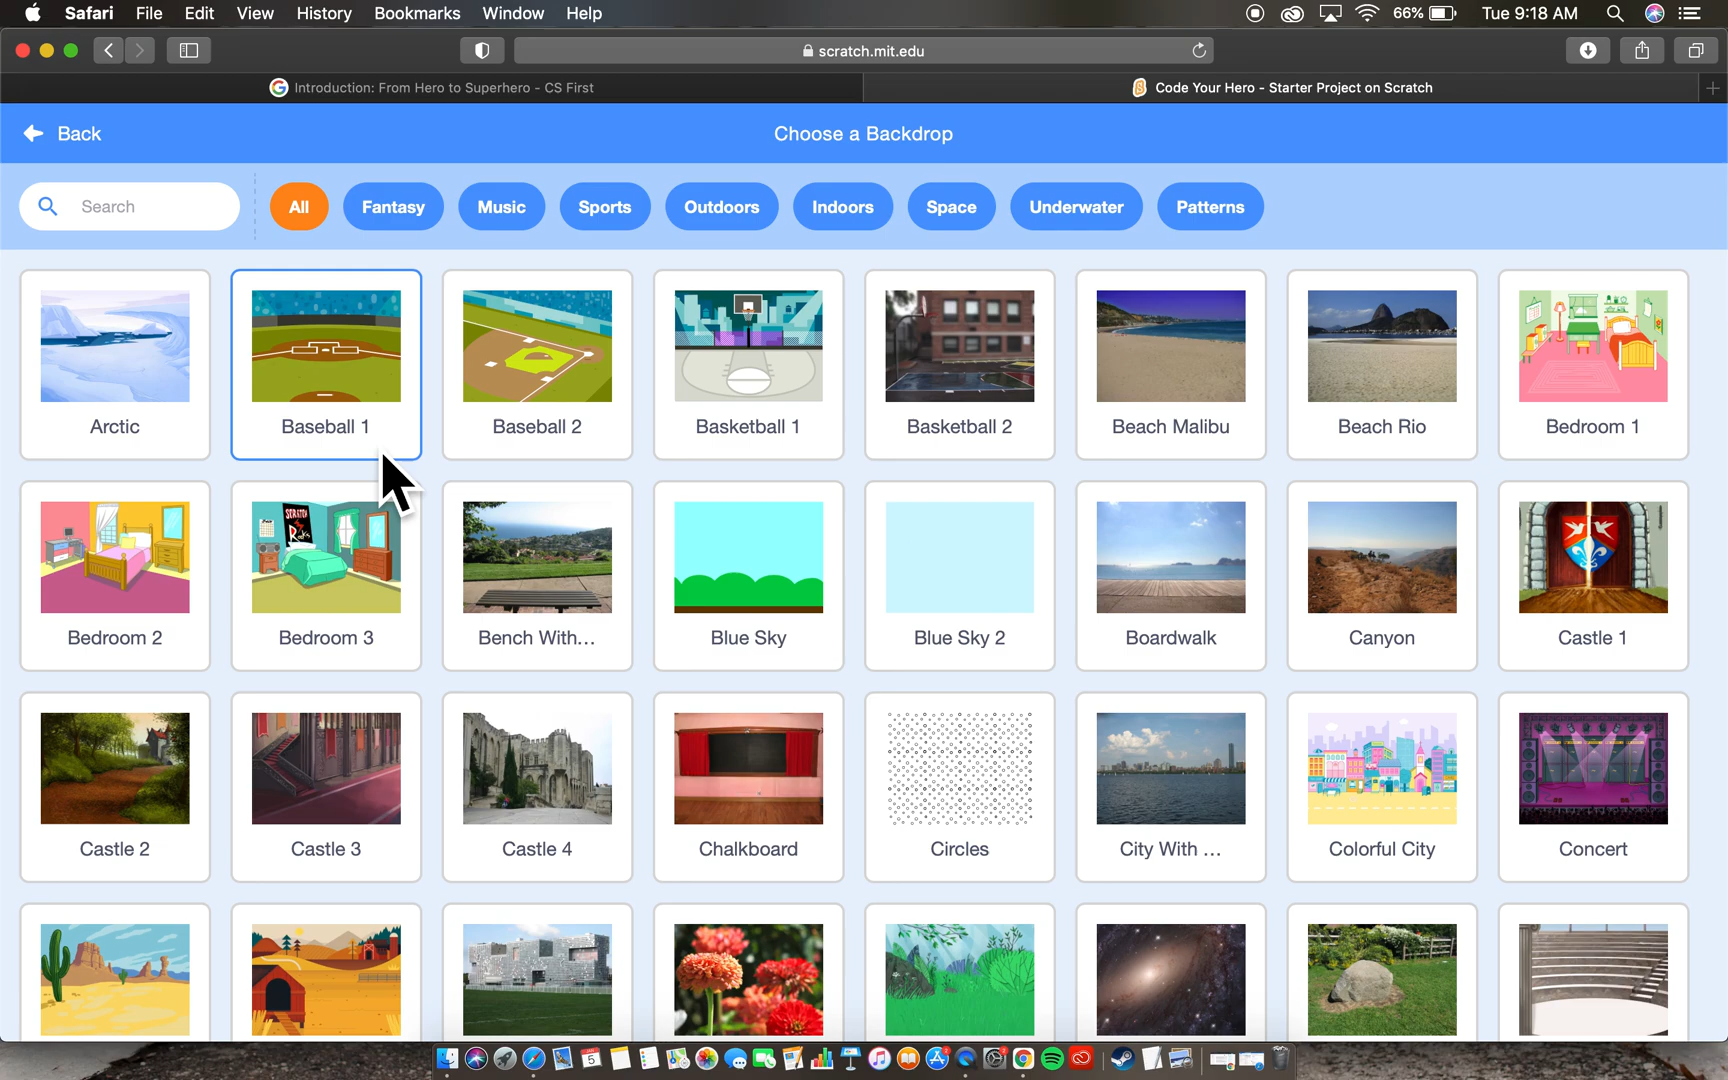 Safari File Edit View History Bookmarks Window Help 66% Tue 9:18 AM
scratch.mit.edu
Introduction: From Hero to Superhero - CS First Code Your Hero - Starter Project on Scratch
Back Choose a Backdrop
Search All Fantasy Music Sports Outdoors Indoors Space Underwater Patterns
Arctic Baseball 1 Baseball 2 Basketball 1 Basketball 2 Beach Malibu Beach Rio Bedroom 1
SCRATCH
Bedroom 2 Bedroom 3 Bench With... Blue Sky Blue Sky 2 Boardwalk Canyon Castle 1
Castle 2 Castle 3 Castle 4 Chalkboard Circles City With ... Colorful City Concert
5